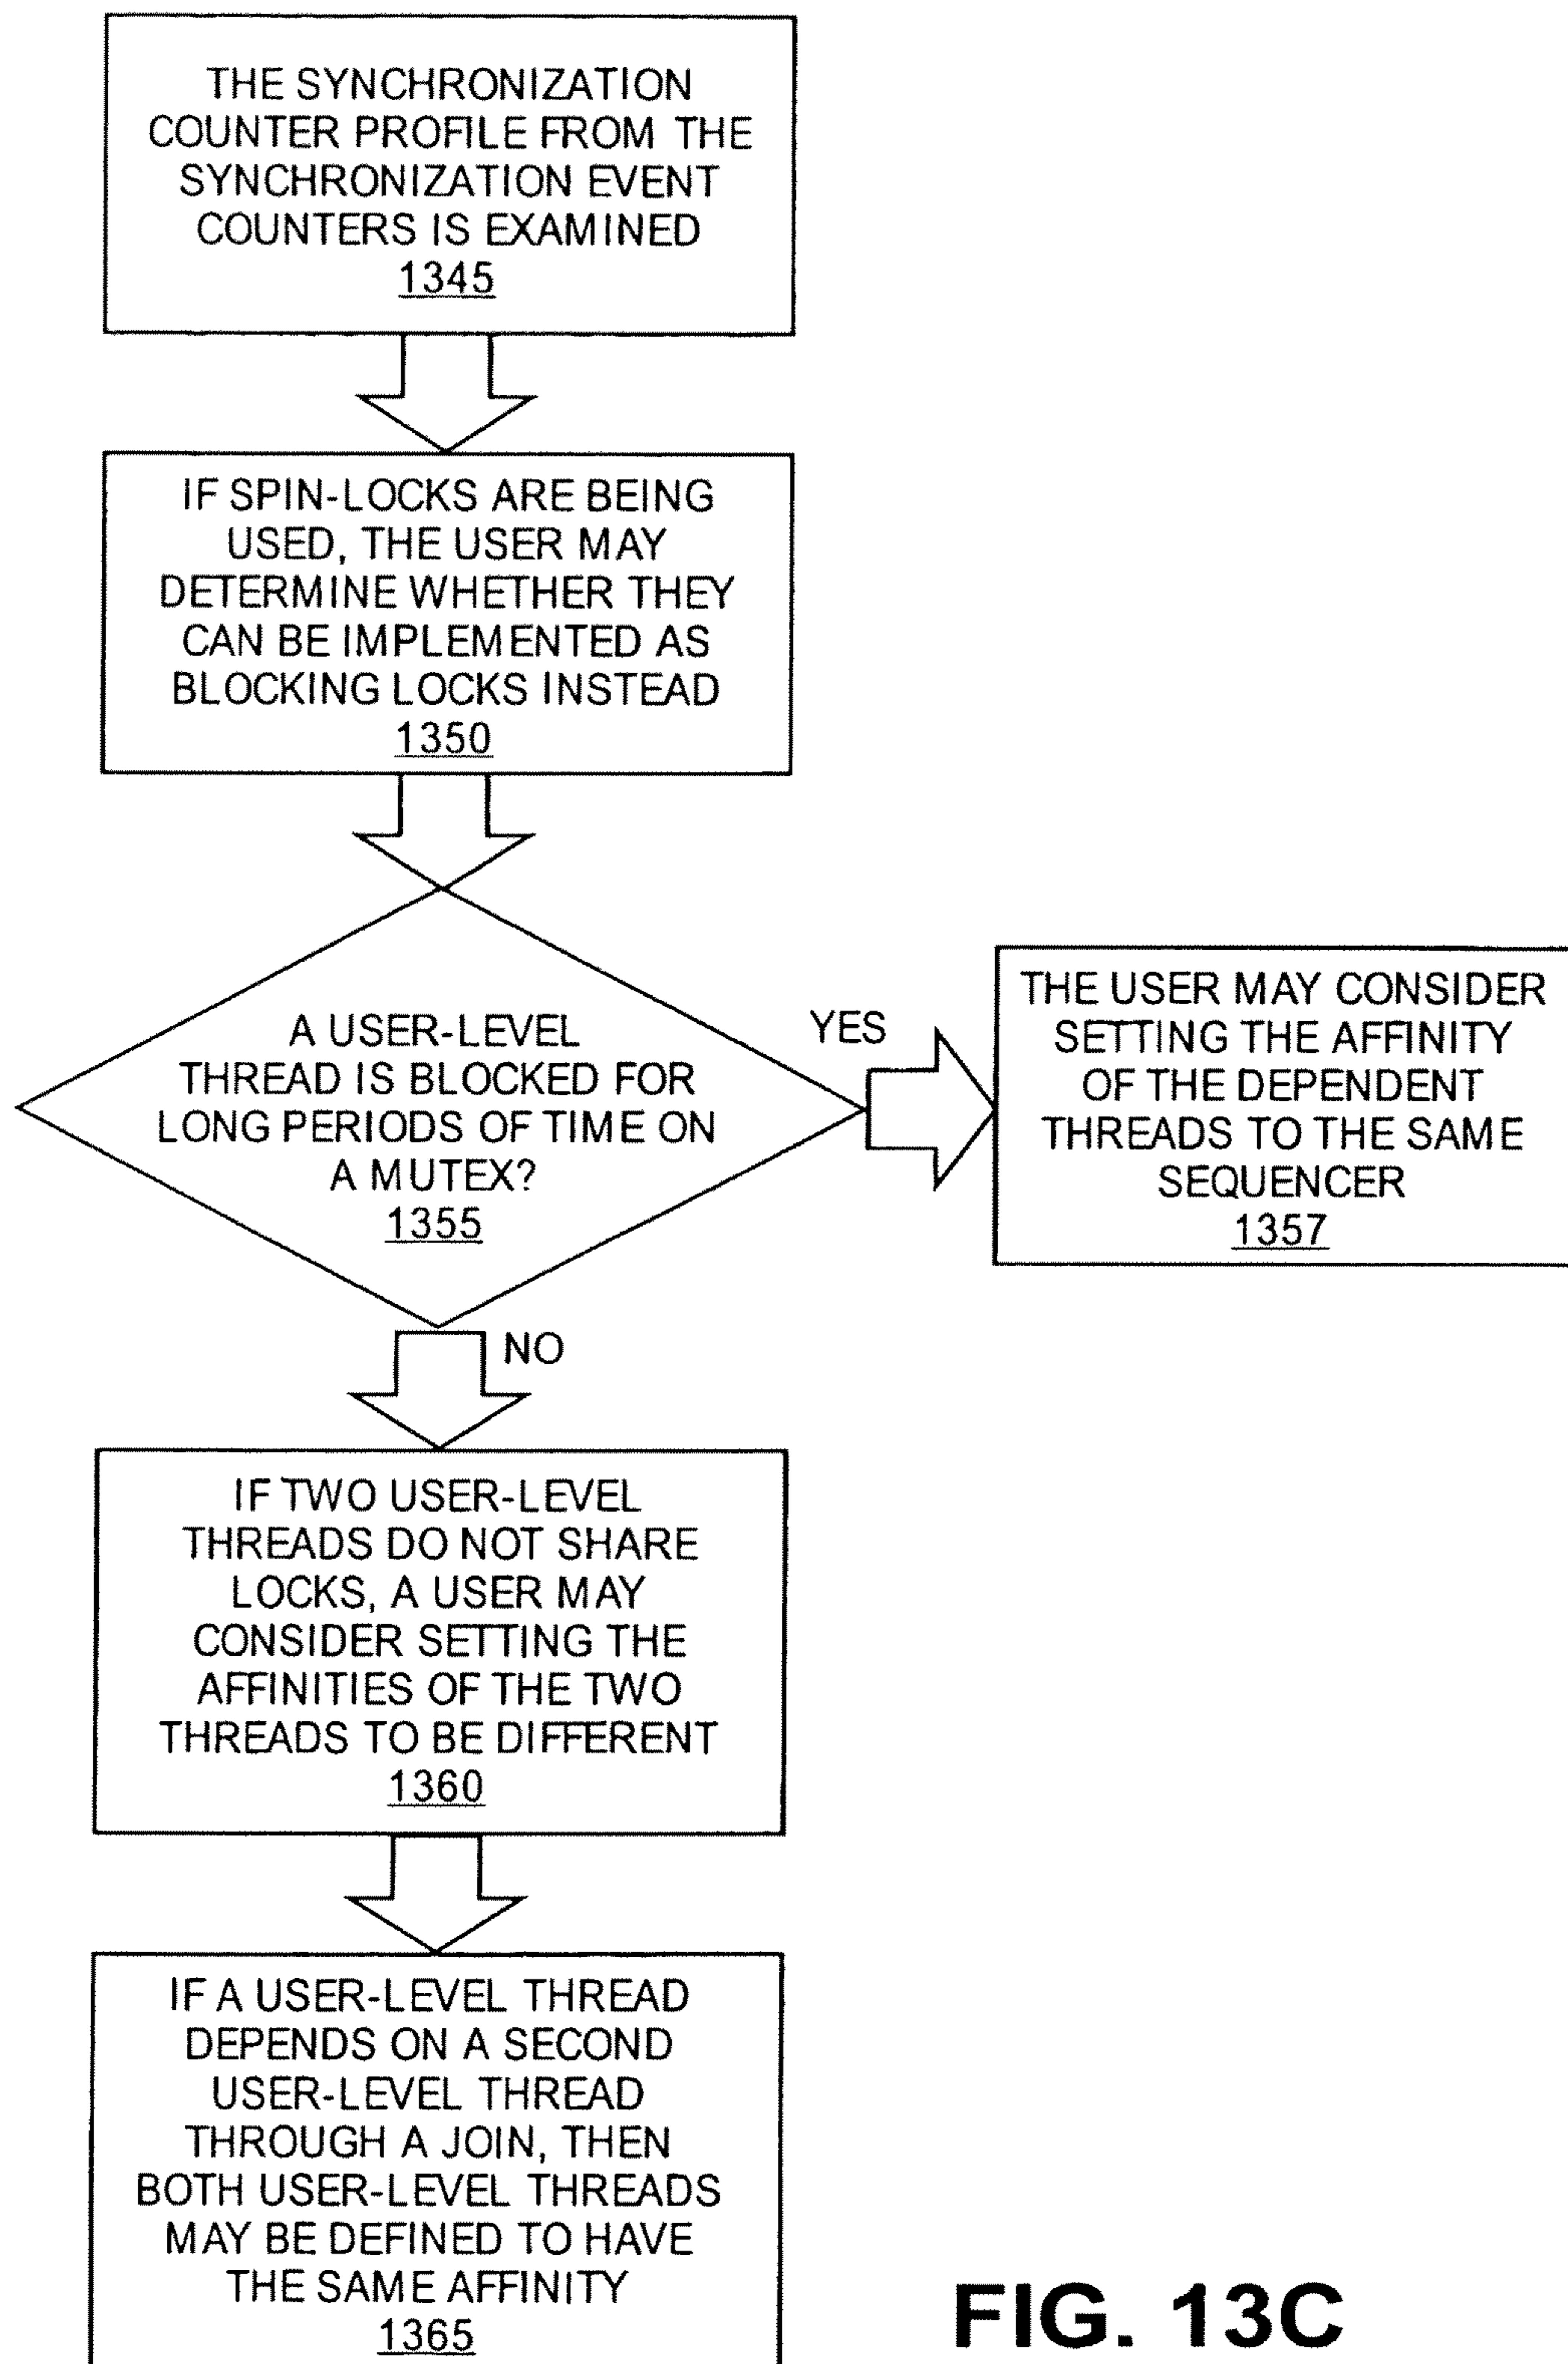 THE SYNCHRONIZATION
COUNTER PROFILE FROM THE
SYNCHRONIZATION EVENT
COUNTERS IS EXAMINED
1345
IF SPIN-LOCKS ARE BEING
USED, THE USER MAY
DETERMINE WHETHER THEY
CAN BE IMPLEMENTED AS
BLOCKING LOCKS INSTEAD
1350
A USER-LEVEL
THREAD IS BLOCKED FOR
LONG PERIODS OF TIME ON
A MUTEX?
1355
YES
THE USER MAY CONSIDER
SETTING THE AFFINITY
OF THE DEPENDENT
THREADS TO THE SAME
SEQUENCER
1357
NO
IF TWO USER-LEVEL
THREADS DO NOT SHARE
LOCKS, A USER MAY
CONSIDER SETTING THE
AFFINITIES OF THE TWO
THREADS TO BE DIFFERENT
1360
IF A USER-LEVEL THREAD
DEPENDS ON A SECOND
USER-LEVEL THREAD
THROUGH A JOIN, THEN
BOTH USER-LEVEL THREADS
MAY BE DEFINED TO HAVE
THE SAME AFFINITY
1365
FIG. 13C